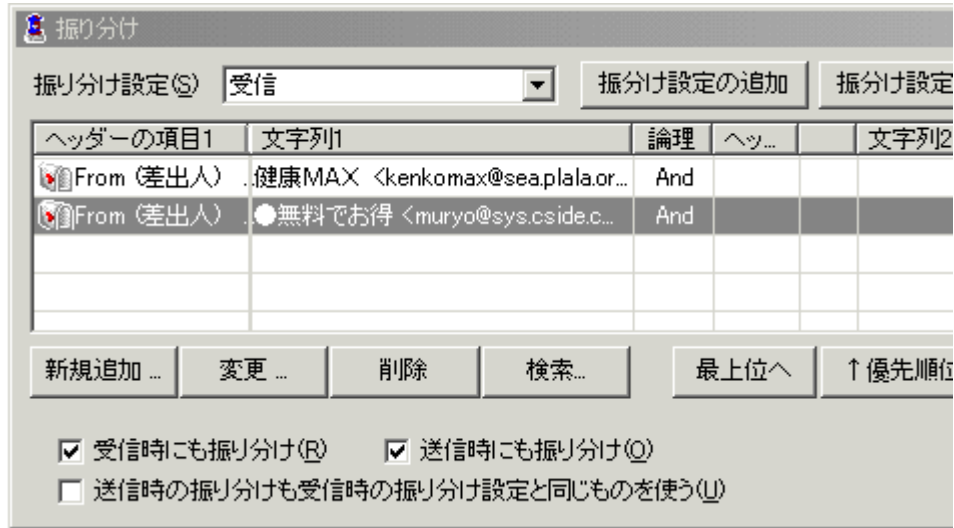 振り分け
振り分け設定(S) 受信 振分け設定の追加 振分け設定
ヘッダーの項目1 文字列1 論理 ヘッ... 文字列2
From (差出人) ... 健康MAX <kenkomax@sea.plala.or... And
From (差出人) ... ●無料でお得 <muryo@sys.cside.c... And
新規追加 ... 変更 ... 削除 検索... 最上位へ ↑優先順位
受信時にも振り分け(R) 送信時にも振り分け(O)
送信時の振り分けも受信時の振り分け設定と同じものを使う(U)